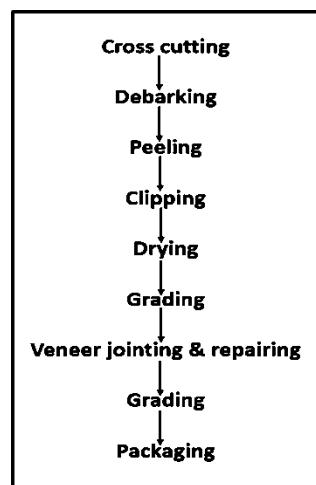 Cross cutting
Debarking
Peeling
Clipping
Drying
Grading
Veneer jointing & repairing
Grading
Packaging